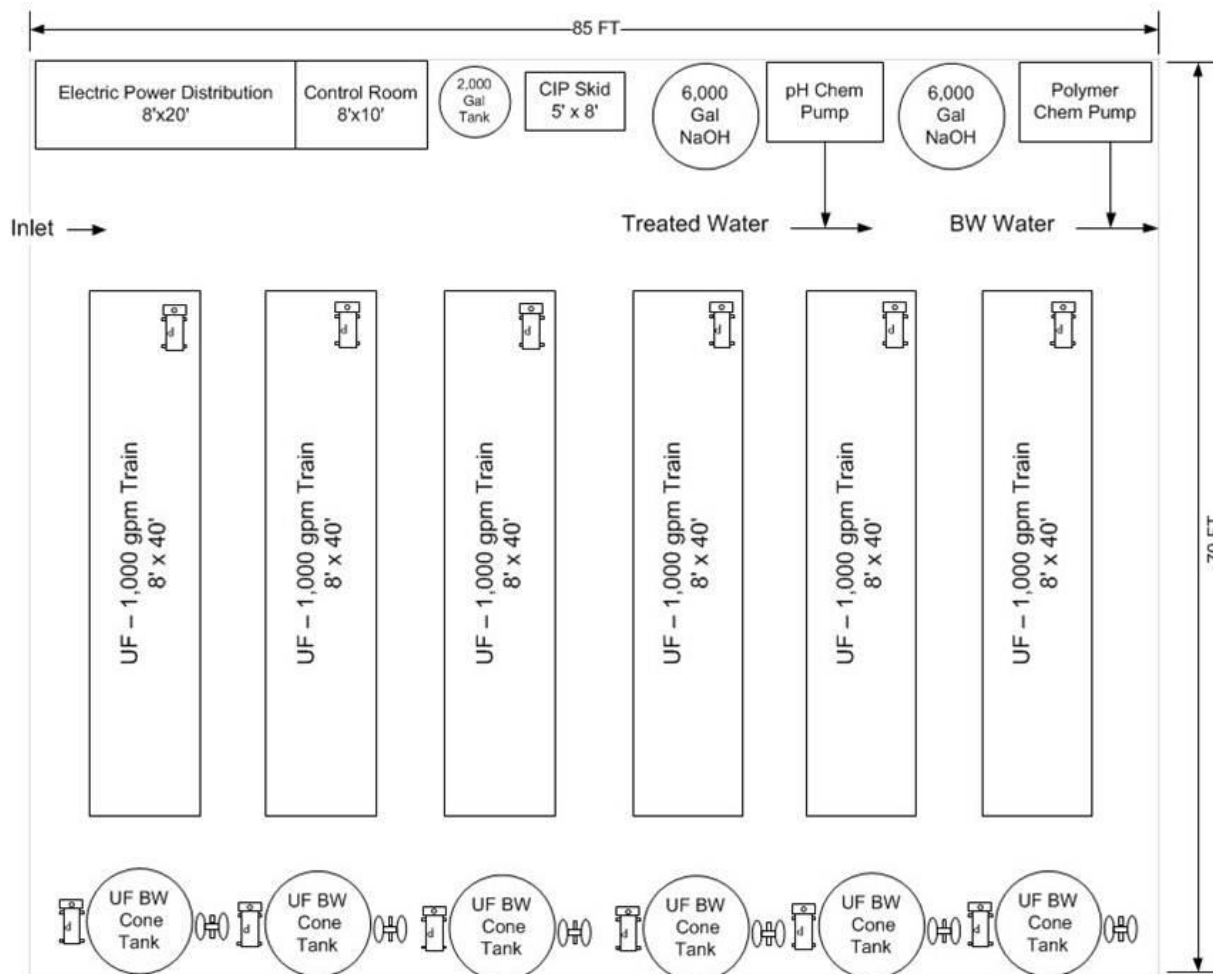 85 FT
Electric Power Distribution
8'x20'
Control Room
8'x10'
2,000
Gal
Tank
CIP Skid
5' x 8'
6,000
Gal
NaOH
pH Chem
Pump
6,000
Gal
NaOH
Polymer
Chem Pump
Inlet
Treated Water
BW Water
70 FT
UF – 1,000 gpm Train
8' x 40'
UF – 1,000 gpm Train
8' x 40'
UF – 1,000 gpm Train
8' x 40'
UF – 1,000 gpm Train
8' x 40'
UF – 1,000 gpm Train
8' x 40'
UF – 1,000 gpm Train
8' x 40'
UF BW
Cone
Tank
UF BW
Cone
Tank
UF BW
Cone
Tank
UF BW
Cone
Tank
UF BW
Cone
Tank
UF BW
Cone
Tank